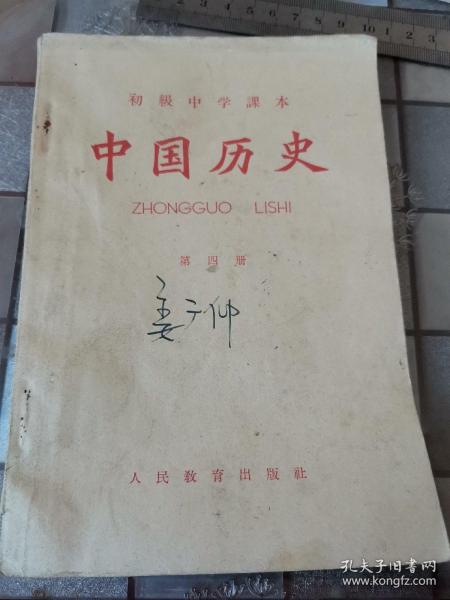 初級中学課本
中国历史
ZHONGGUO LISHI
第四册
人民教育出版社
孔夫子旧书网
www.kongfz.com